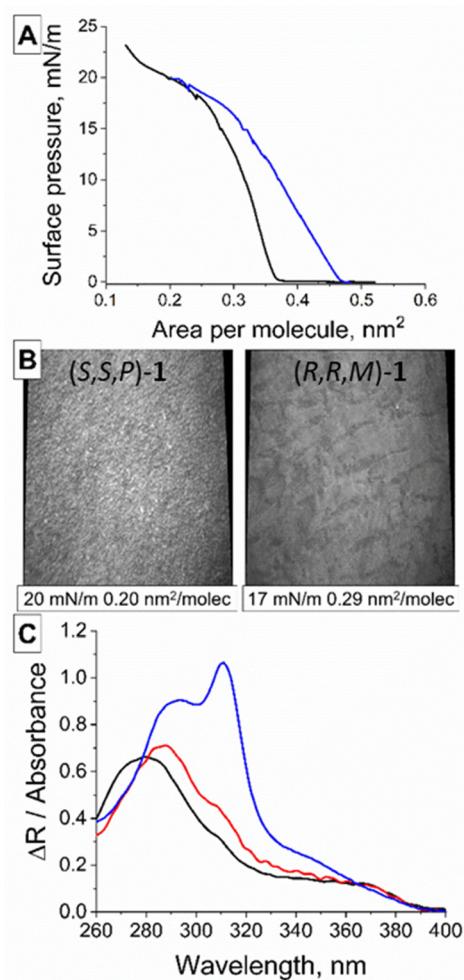 A
Surface pressure, mN/m
25
20
15
10
5
0
0.1 0.2 0.3 0.4 0.5 0.6
Area per molecule, nm²
B
(S,S,P)-1 (R,R,M)-1
20 mN/m 0.20 nm²/molec 17 mN/m 0.29 nm²/molec
C
ΔR / Absorbance
1.2
1.0
0.8
0.6
0.4
0.2
0.0
260 280 300 320 340 360 380 400
Wavelength, nm